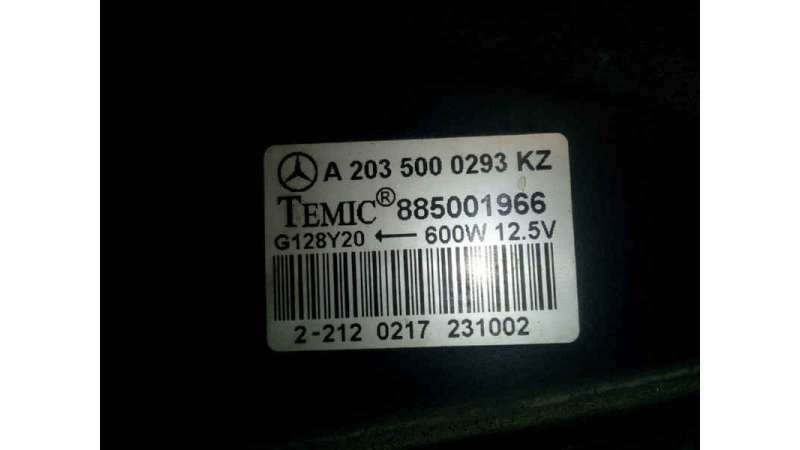 A 203 500 0293 KZ
TEMIC® 885001966
G128Y20 ← 600W 12.5V
2-212 0217 231002